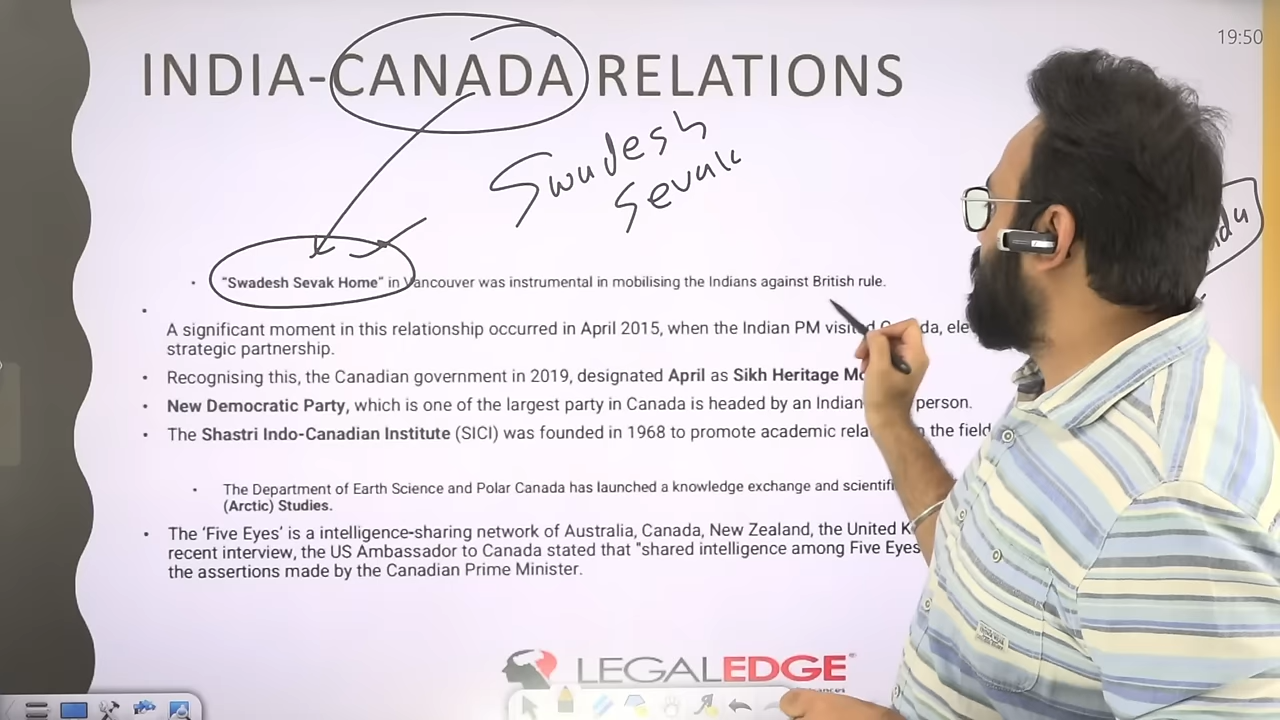 19:50
INDIA-CANADA RELATIONS
Swadesh
Sevak
• "Swadesh Sevak Home" in Vancouver was instrumental in mobilising the Indians against British rule.
•
A significant moment in this relationship occurred in April 2015, when the Indian PM visited Canada,
strategic partnership.
• Recognising this, the Canadian government in 2019, designated April as Sikh Heritage
• New Democratic Party, which is one of the largest party in Canada is headed by an Indian person.
• The Shastri Indo-Canadian Institute (SICI) was founded in 1968 to promote academic the field
• The Department of Earth Science and Polar Canada has launched a knowledge exchange and
(Arctic) Studies.
• The 'Five Eyes' is a intelligence-sharing network of Australia, Canada, New Zealand, the United
recent interview, the US Ambassador to Canada stated that "shared intelligence among Five Eyes
the assertions made by the Canadian Prime Minister.
LEGALEDGE